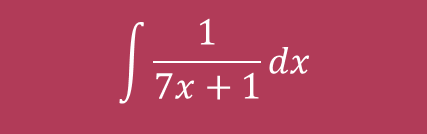 ∫ 1/(7x + 1) dx